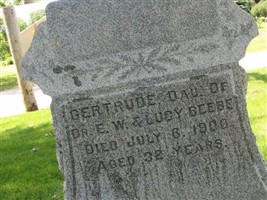 GERTRUDE, DAU. OF
DR. E. W. & LUCY BEEBE
DIED JULY 6, 1900,
AGED 32 YEARS.